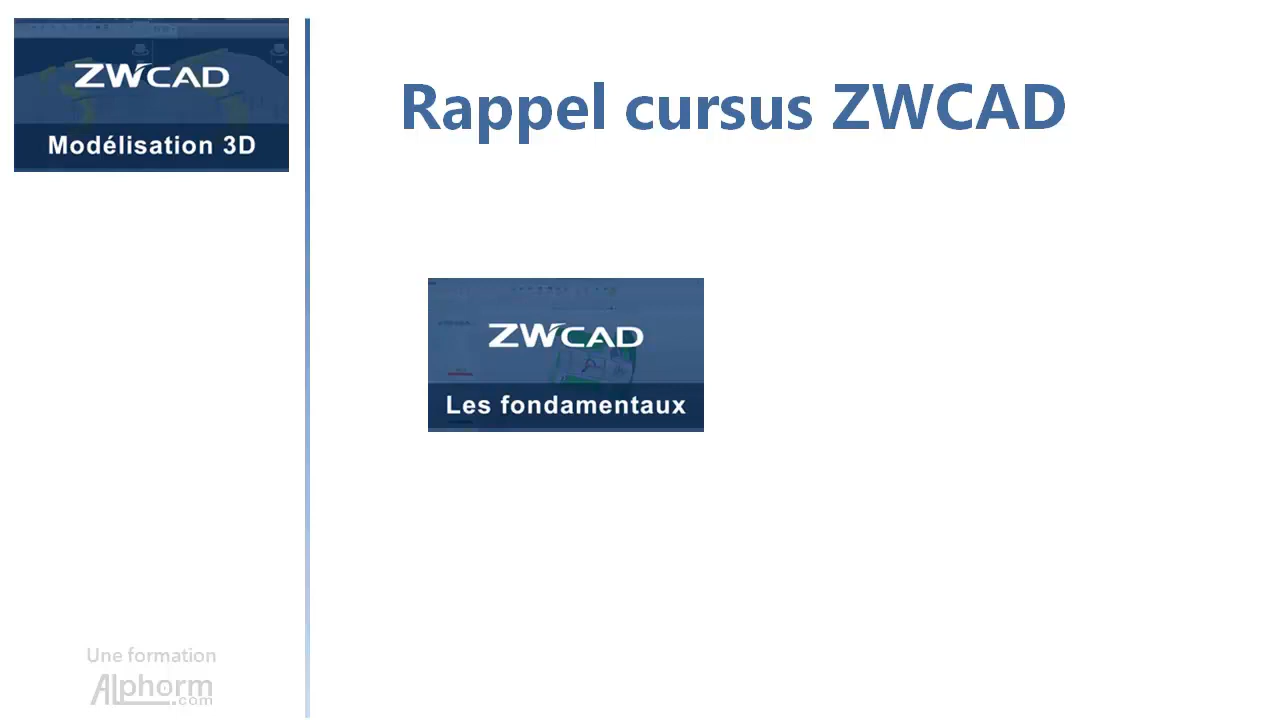 ZWCAD
Modélisation 3D
Rappel cursus ZWCAD
ZWCAD
Les fondamentaux
Une formation
Alphorm
.com